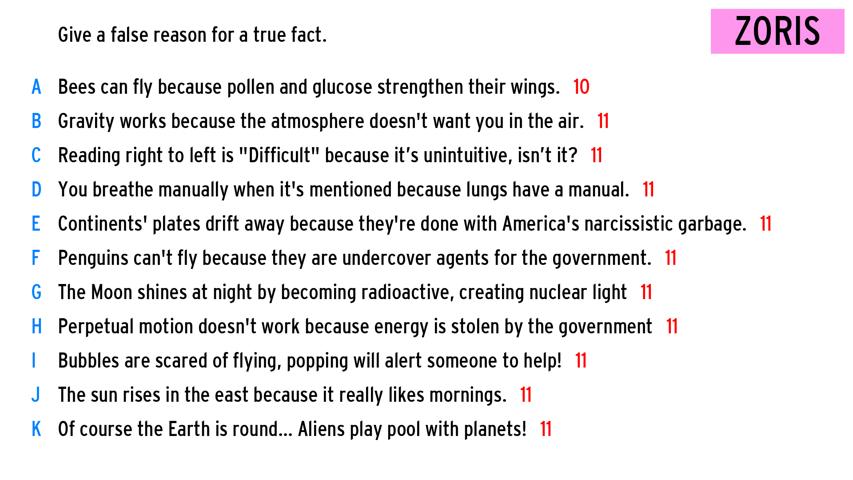 ZORIS
Give a false reason for a true fact.
A Bees can fly because pollen and glucose strengthen their wings. 10
B Gravity works because the atmosphere doesn't want you in the air. 11
C Reading right to left is "Difficult" because it’s unintuitive, isn’t it? 11
D You breathe manually when it's mentioned because lungs have a manual. 11
E Continents' plates drift away because they're done with America's narcissistic garbage. 11
F Penguins can't fly because they are undercover agents for the government. 11
G The Moon shines at night by becoming radioactive, creating nuclear light 11
H Perpetual motion doesn't work because energy is stolen by the government 11
I Bubbles are scared of flying, popping will alert someone to help! 11
J The sun rises in the east because it really likes mornings. 11
K Of course the Earth is round... Aliens play pool with planets! 11